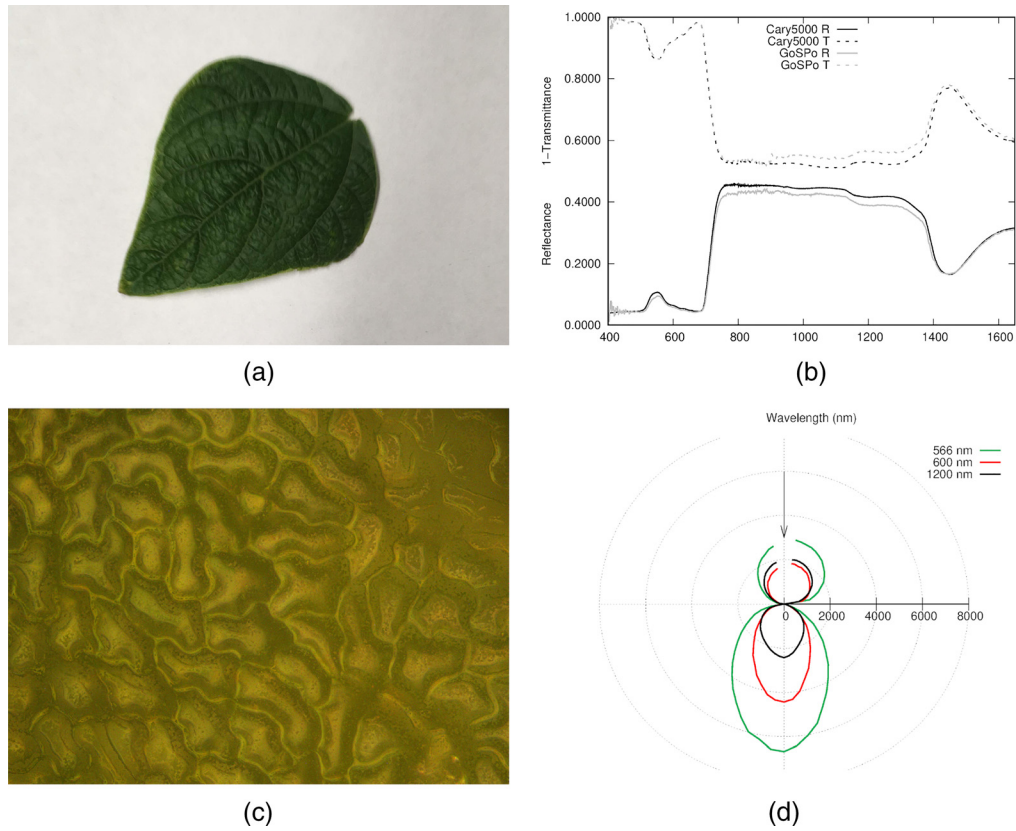 1.0000
0.8000
0.6000
0.4000
0.2000
0.0000
1-Transmittance
Reflectance
Cary5000 R
Cary5000 T
GoSPo R
GoSPo T
400 600 800 1000 1200 1400 1600
(a)
(b)
Wavelength (nm)
566 nm
600 nm
1200 nm
0 2000 4000 6000 8000
(c)
(d)